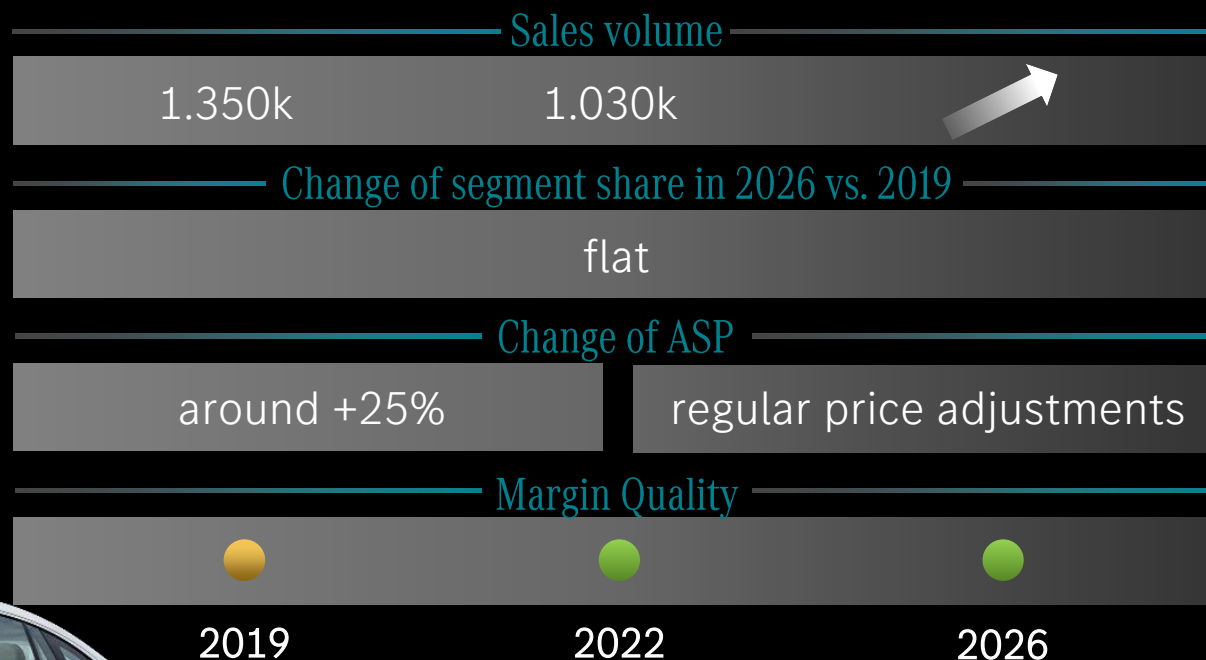 Sales volume
1.350k 1.030k
Change of segment share in 2026 vs. 2019
flat
Change of ASP
around +25% regular price adjustments
Margin Quality
2019 2022 2026